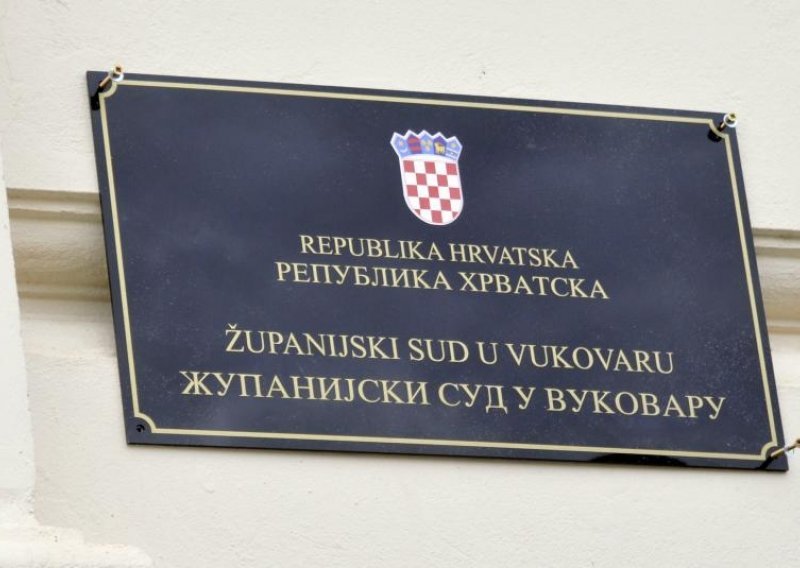 REPUBLIKA HRVATSKA
РЕПУБЛИКА ХРВАТСКА
ŽUPANIJSKI SUD U VUKOVARU
ЖУПАНИЈСКИ СУД У ВУКОВАРУ